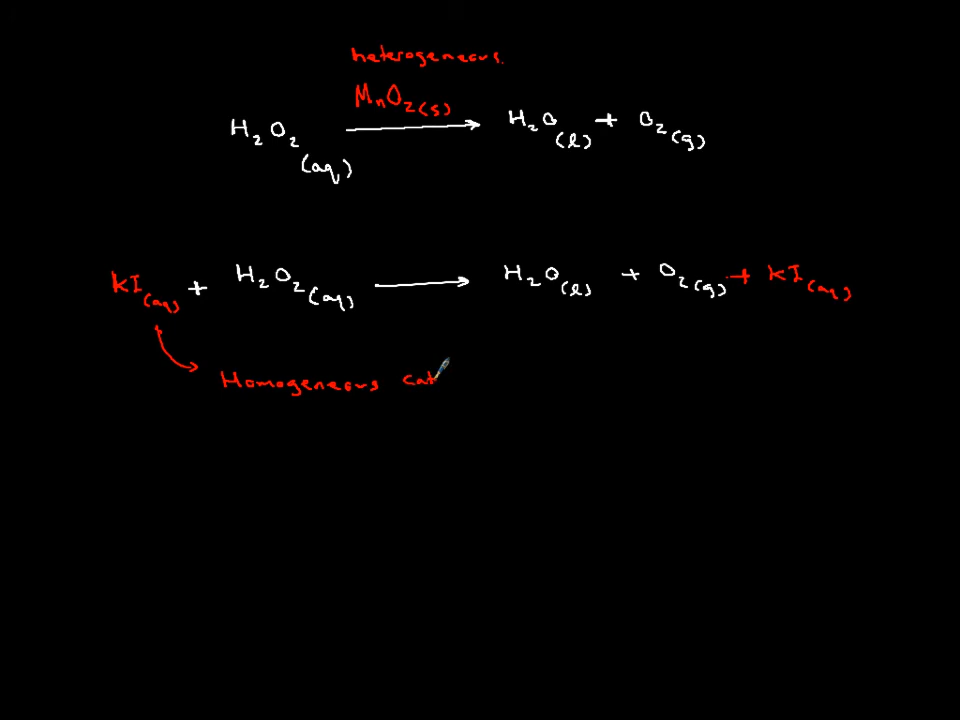 heterogeneous
MnO2(s)
H2O2(aq) → H2O(l) + O2(g)
KI(aq) + H2O2(aq) → H2O(l) + O2(g) + KI(aq)
Homogeneous cat